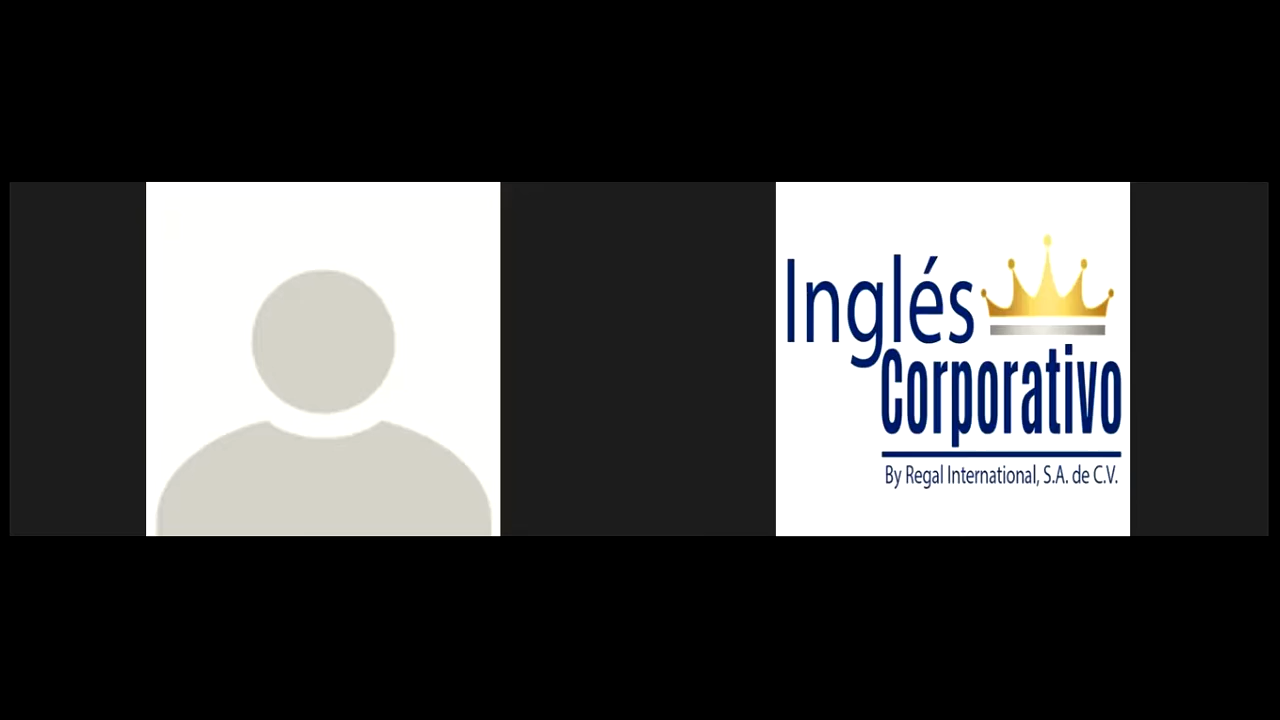 Inglés
Corporativo
By Regal International, S.A. de C.V.